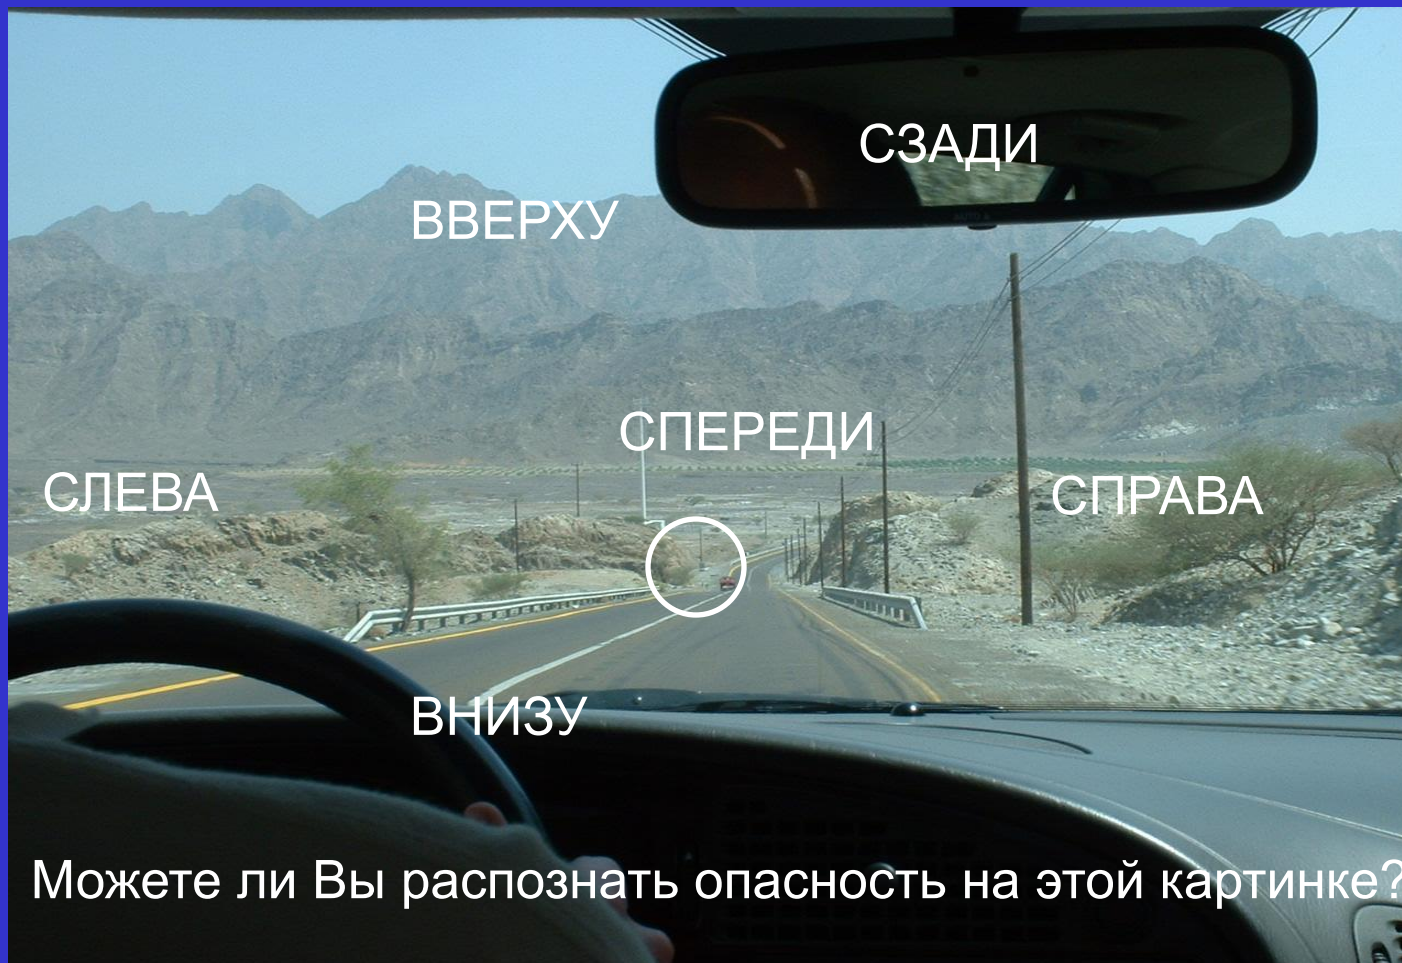 СЗАДИ
ВВЕРХУ
СПЕРЕДИ
СЛЕВА
СПРАВА
ВНИЗУ
Можете ли Вы распознать опасность на этой картинке?